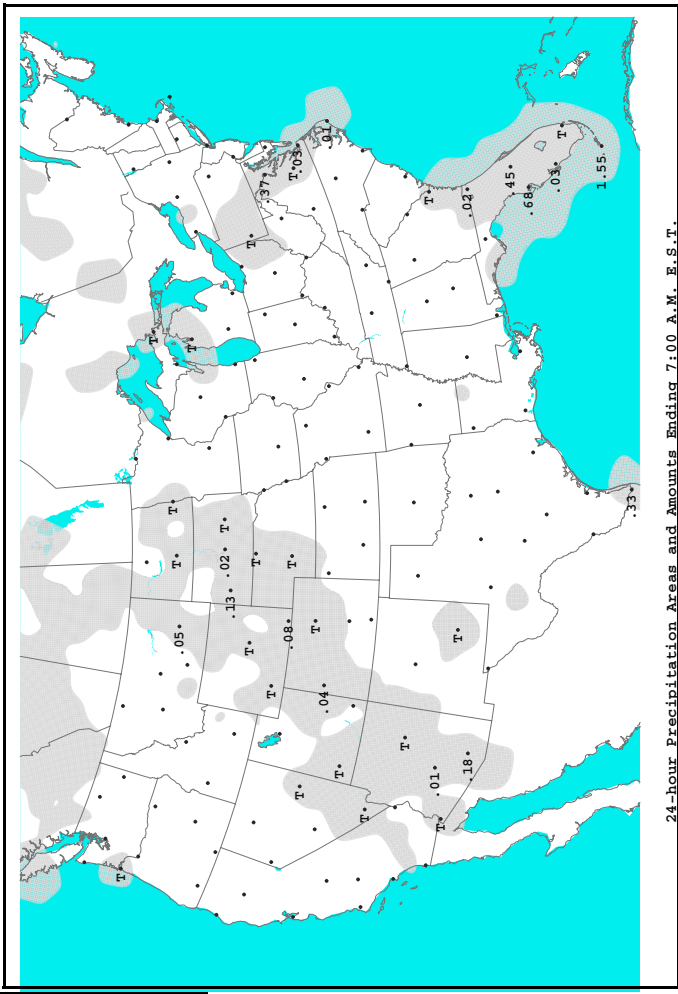 T
T
T
T
.05
T
T
.02
.13
T
T
T
.37
T
.08
T
T
.03
T
T
.04
.01
T
T
T
T
.01
T
T
.02
.18
.45
.68
.03
T
1.55
.33
24-hour Precipitation Areas and Amounts Ending 7:00 A.M. E.S.T.